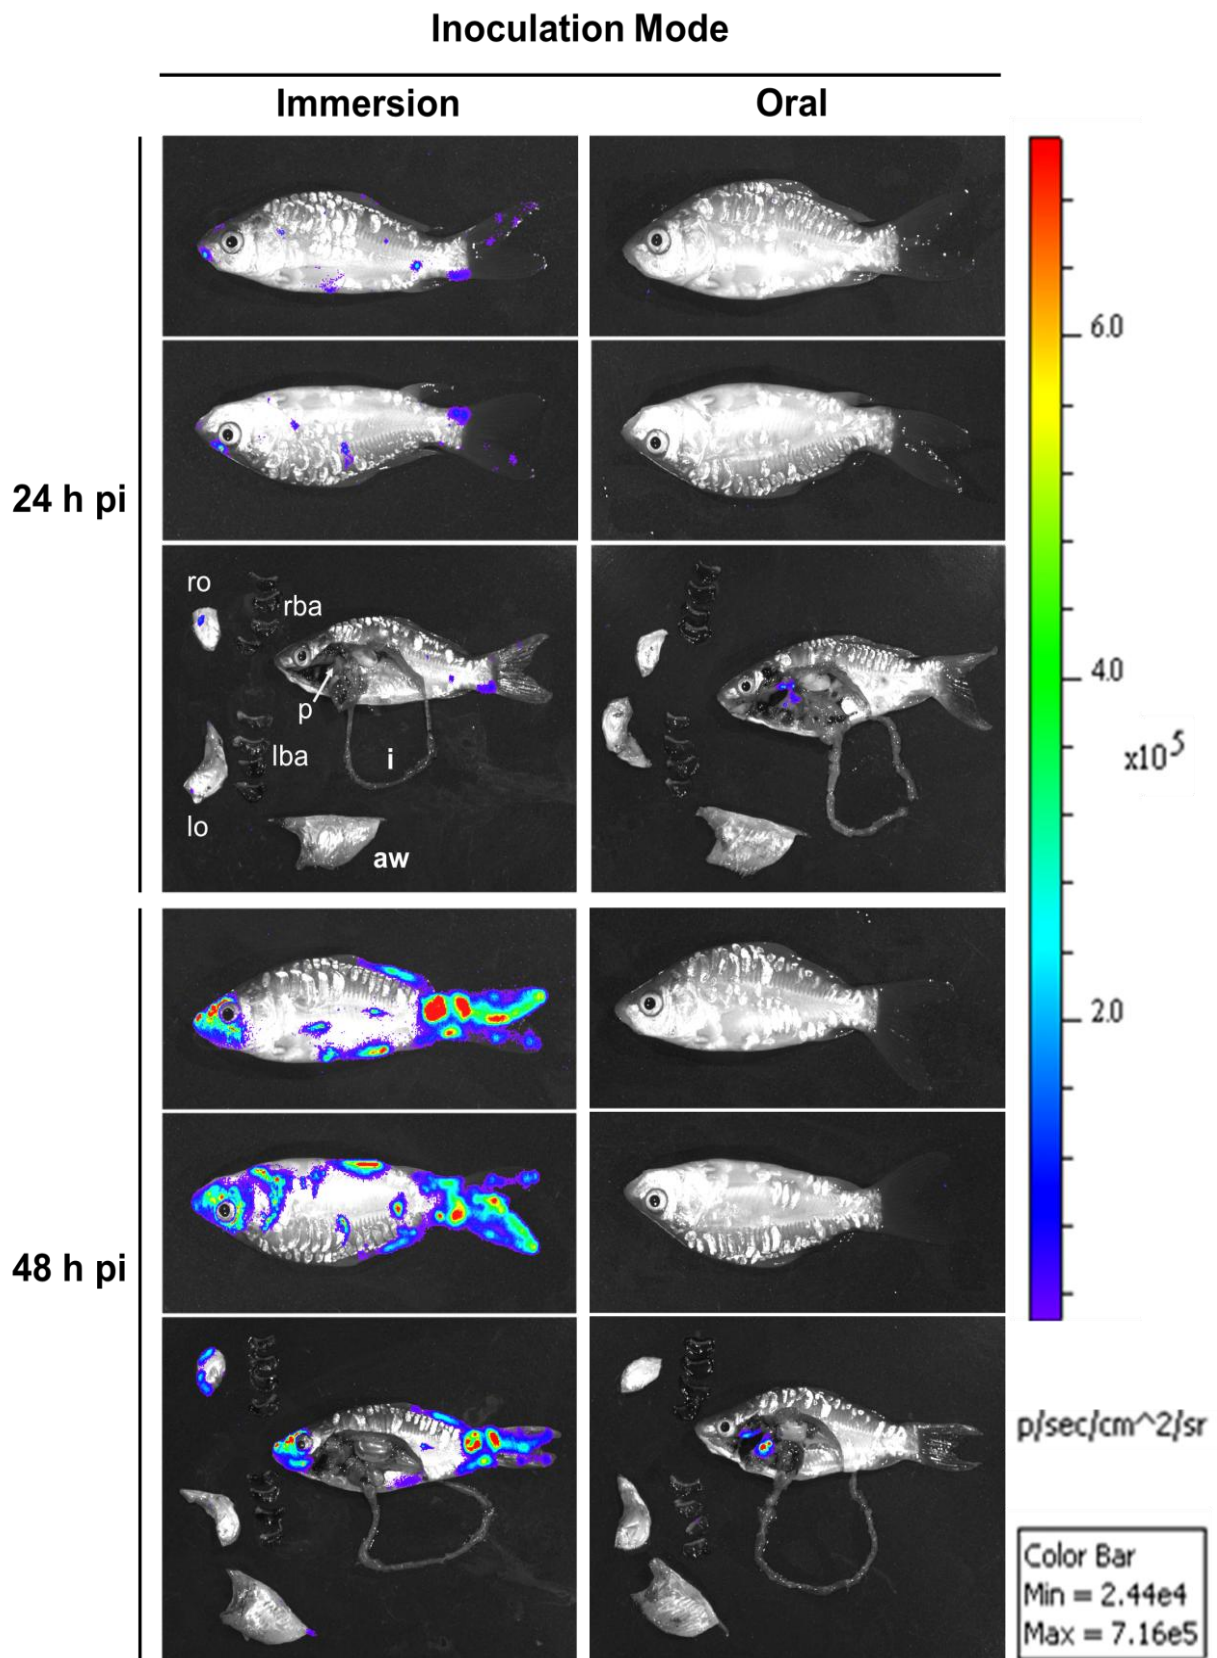 Inoculation Mode
Immersion
Oral
24 h pi
ro
rba
p
lba
i
lo
aw
48 h pi
6.0
4.0
x10^5
2.0
p/sec/cm^2/sr
Color Bar
Min = 2.44e4
Max = 7.16e5